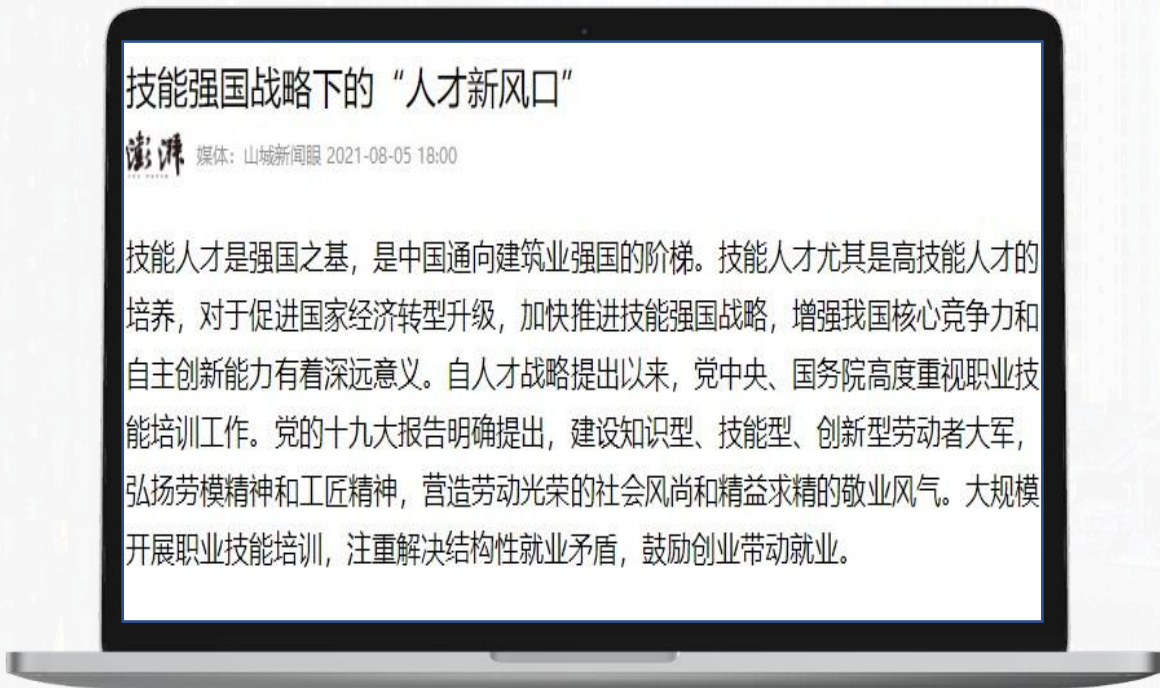 技能强国战略下的“人才新风口”
澎湃 媒体：山城新闻眼 2021-08-05 18:00
技能人才是强国之基，是中国通向建筑业强国的阶梯。技能人才尤其是高技能人才的
培养，对于促进国家经济转型升级，加快推进技能强国战略，增强我国核心竞争力和
自主创新能力有着深远意义。自人才战略提出以来，党中央、国务院高度重视职业技
能培训工作。党的十九大报告明确提出，建设知识型、技能型、创新型劳动者大军，
弘扬劳模精神和工匠精神，营造劳动光荣的社会风尚和精益求精的敬业风气。大规模
开展职业技能培训，注重解决结构性就业矛盾，鼓励创业带动就业。